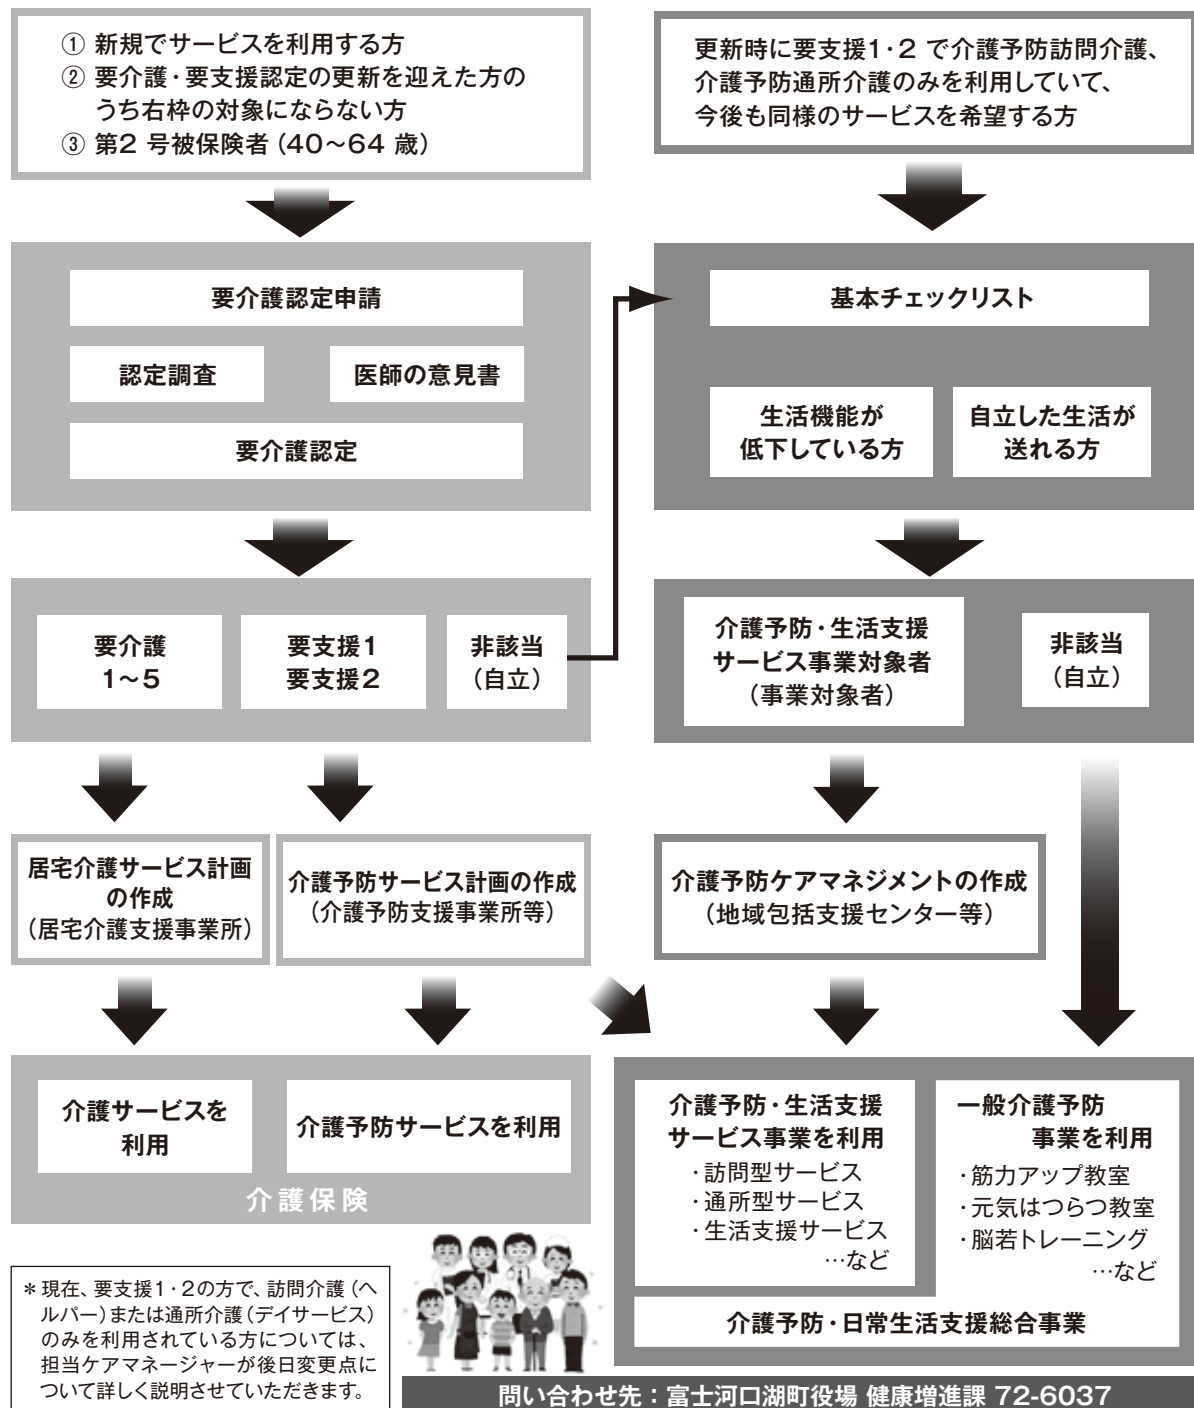 ① 新規でサービスを利用する方
② 要介護・要支援認定の更新を迎えた方の
うち右枠の対象にならない方
③ 第2 号被保険者（40～64 歳）
更新時に要支援1・2 で介護予防訪問介護、
介護予防通所介護のみを利用していて、
今後も同様のサービスを希望する方
要介護認定申請
認定調査
医師の意見書
要介護認定
基本チェックリスト
生活機能が
低下している方
自立した生活が
送れる方
要介護
1～5
要支援1
要支援2
非該当
（自立）
介護予防・生活支援
サービス事業対象者
（事業対象者）
非該当
（自立）
居宅介護サービス計画
の作成
（居宅介護支援事業所）
介護予防サービス計画の作成
（介護予防支援事業所等）
介護予防ケアマネジメントの作成
（地域包括支援センター等）
介護サービスを
利用
介護予防サービスを利用
介護保険
介護予防・生活支援
サービス事業を利用
・訪問型サービス
・通所型サービス
・生活支援サービス
…など
一般介護予防
事業を利用
・筋力アップ教室
・元気はつらつ教室
・脳若トレーニング
…など
介護予防・日常生活支援総合事業
＊現在、要支援1・2の方で、訪問介護（ヘ
ルパー）または通所介護（デイサービス）
のみを利用されている方については、
担当ケアマネージャーが後日変更点に
ついて詳しく説明させていただきます。
問い合わせ先：富士河口湖町役場 健康増進課 72-6037